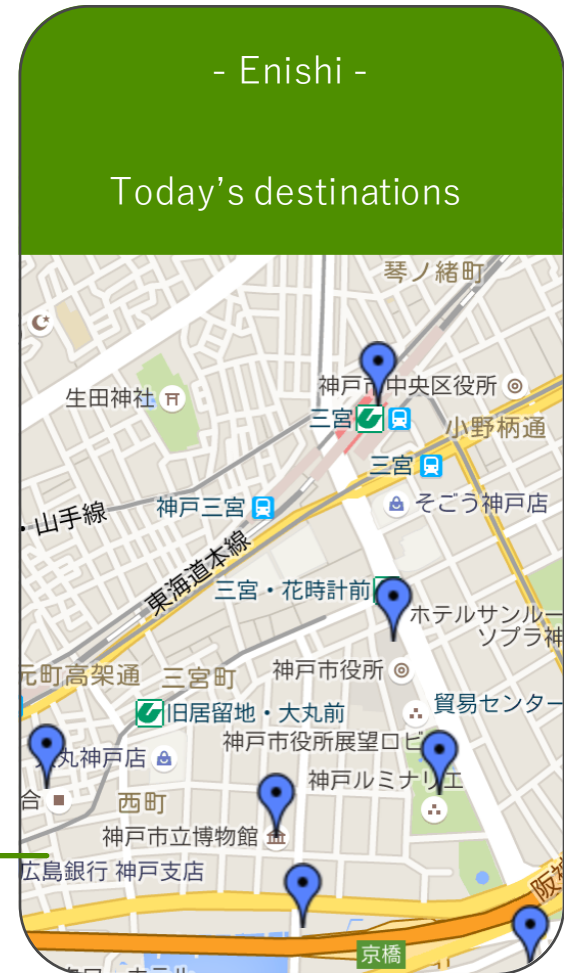 - Enishi -
Today's destinations
琴ノ緒町
神戸市中央区役所
生田神社
三宮
小野柄通
三宮
神戸三宮
そごう神戸店
山手線
東海道本線
三宮・花時計前
ホテルサンルー
ソプラ神
元町高架通
三宮町
神戸市役所
貿易センター
旧居留地・大丸前
神戸市役所展望ロビ
丸神戸店
神戸ルミナリエ
合
西町
神戸市立博物館
広島銀行 神戸支店
阪神
京橋